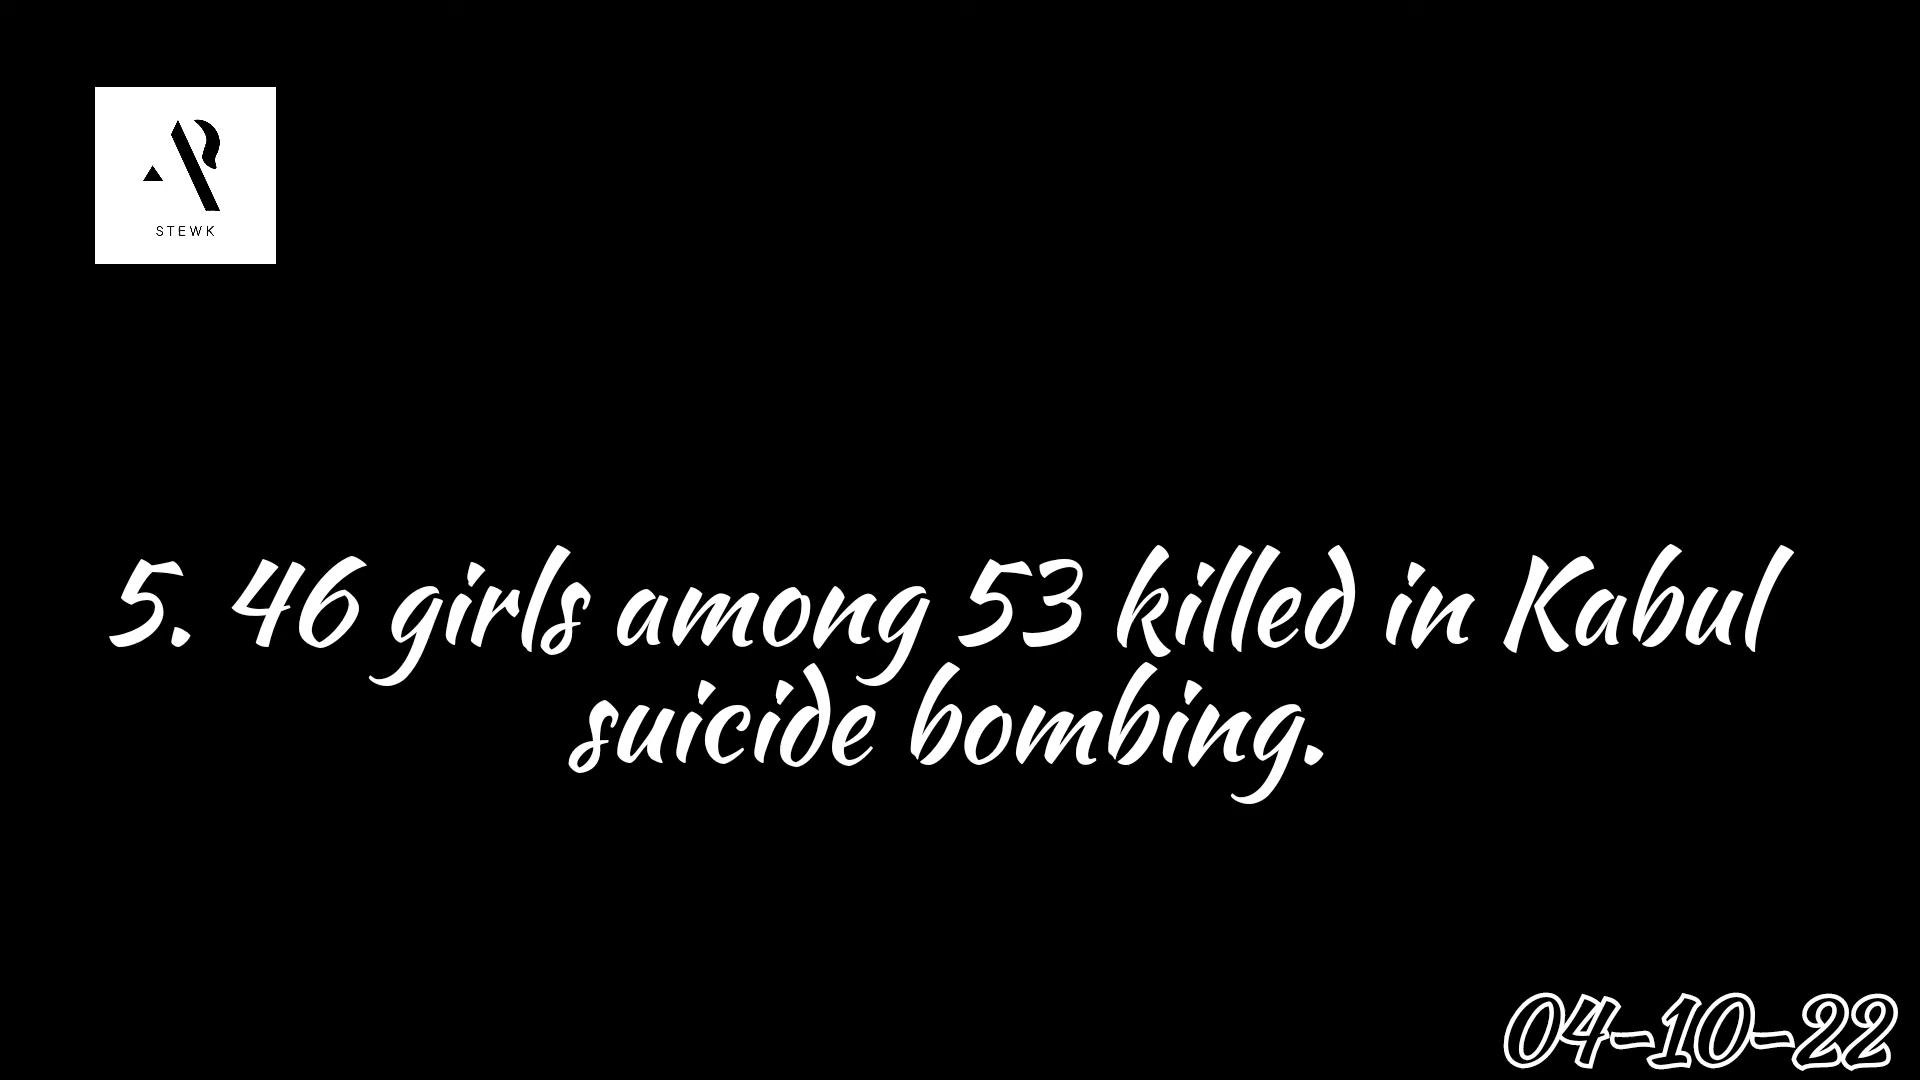 STEWK
5. 46 girls among 53 killed in Kabul
suicide bombing.
04-10-22